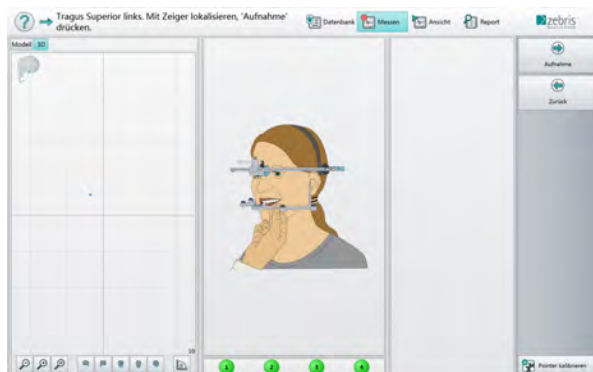 ? Tragus Superior links. Mit Zeiger lokalisieren, 'Aufnahme'
drücken.
Datenbank Messen Ansicht Report
zebris
Modell 3D
Aufnahme
Zurück
10
1 2 3 4
Pointer kalibrieren